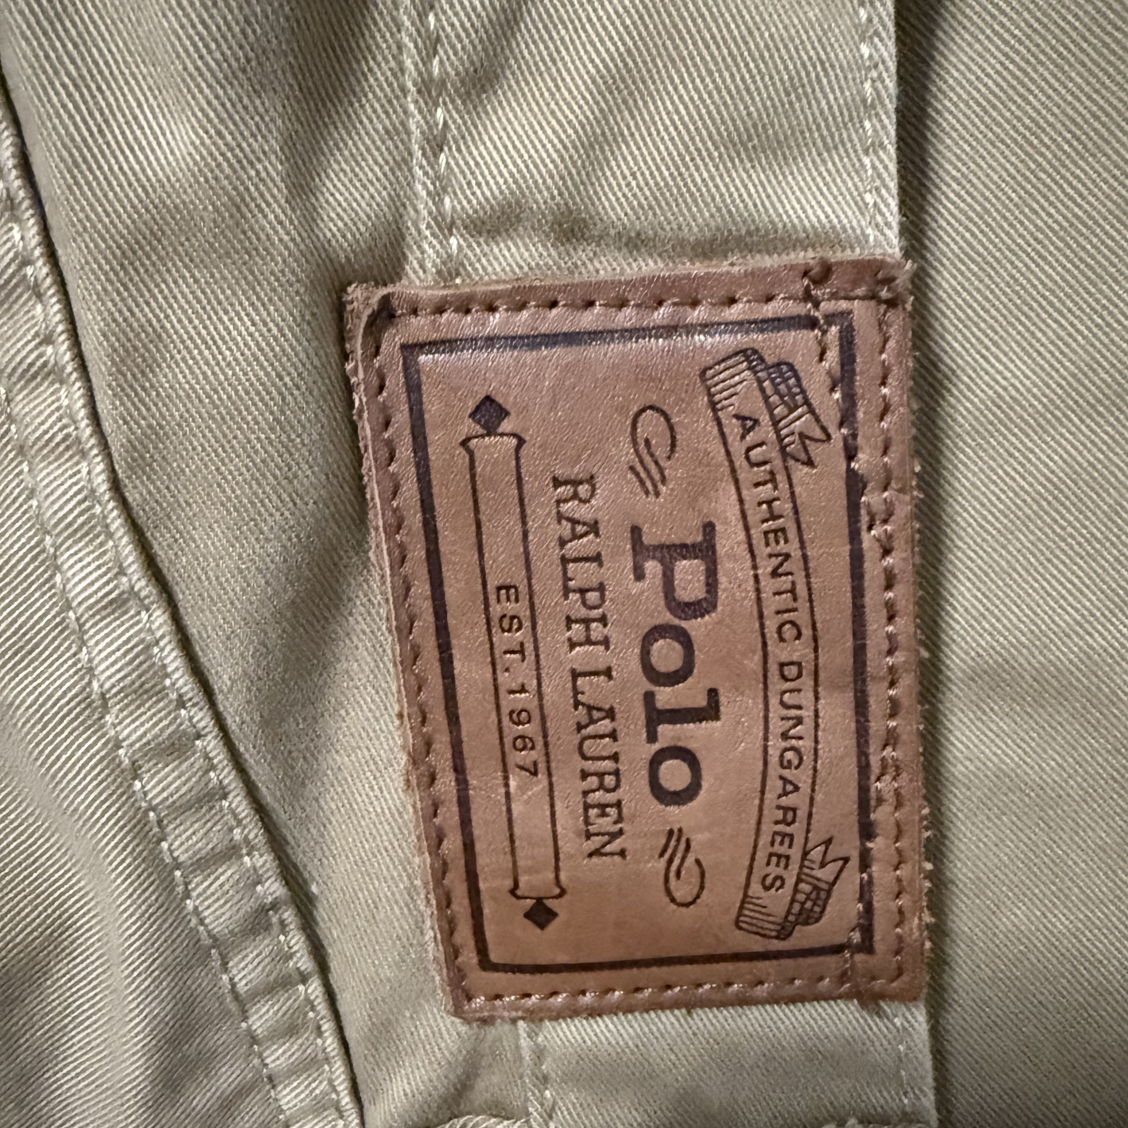 AUTHENTIC DUNGAREES
Polo
RALPH LAUREN
EST. 1967